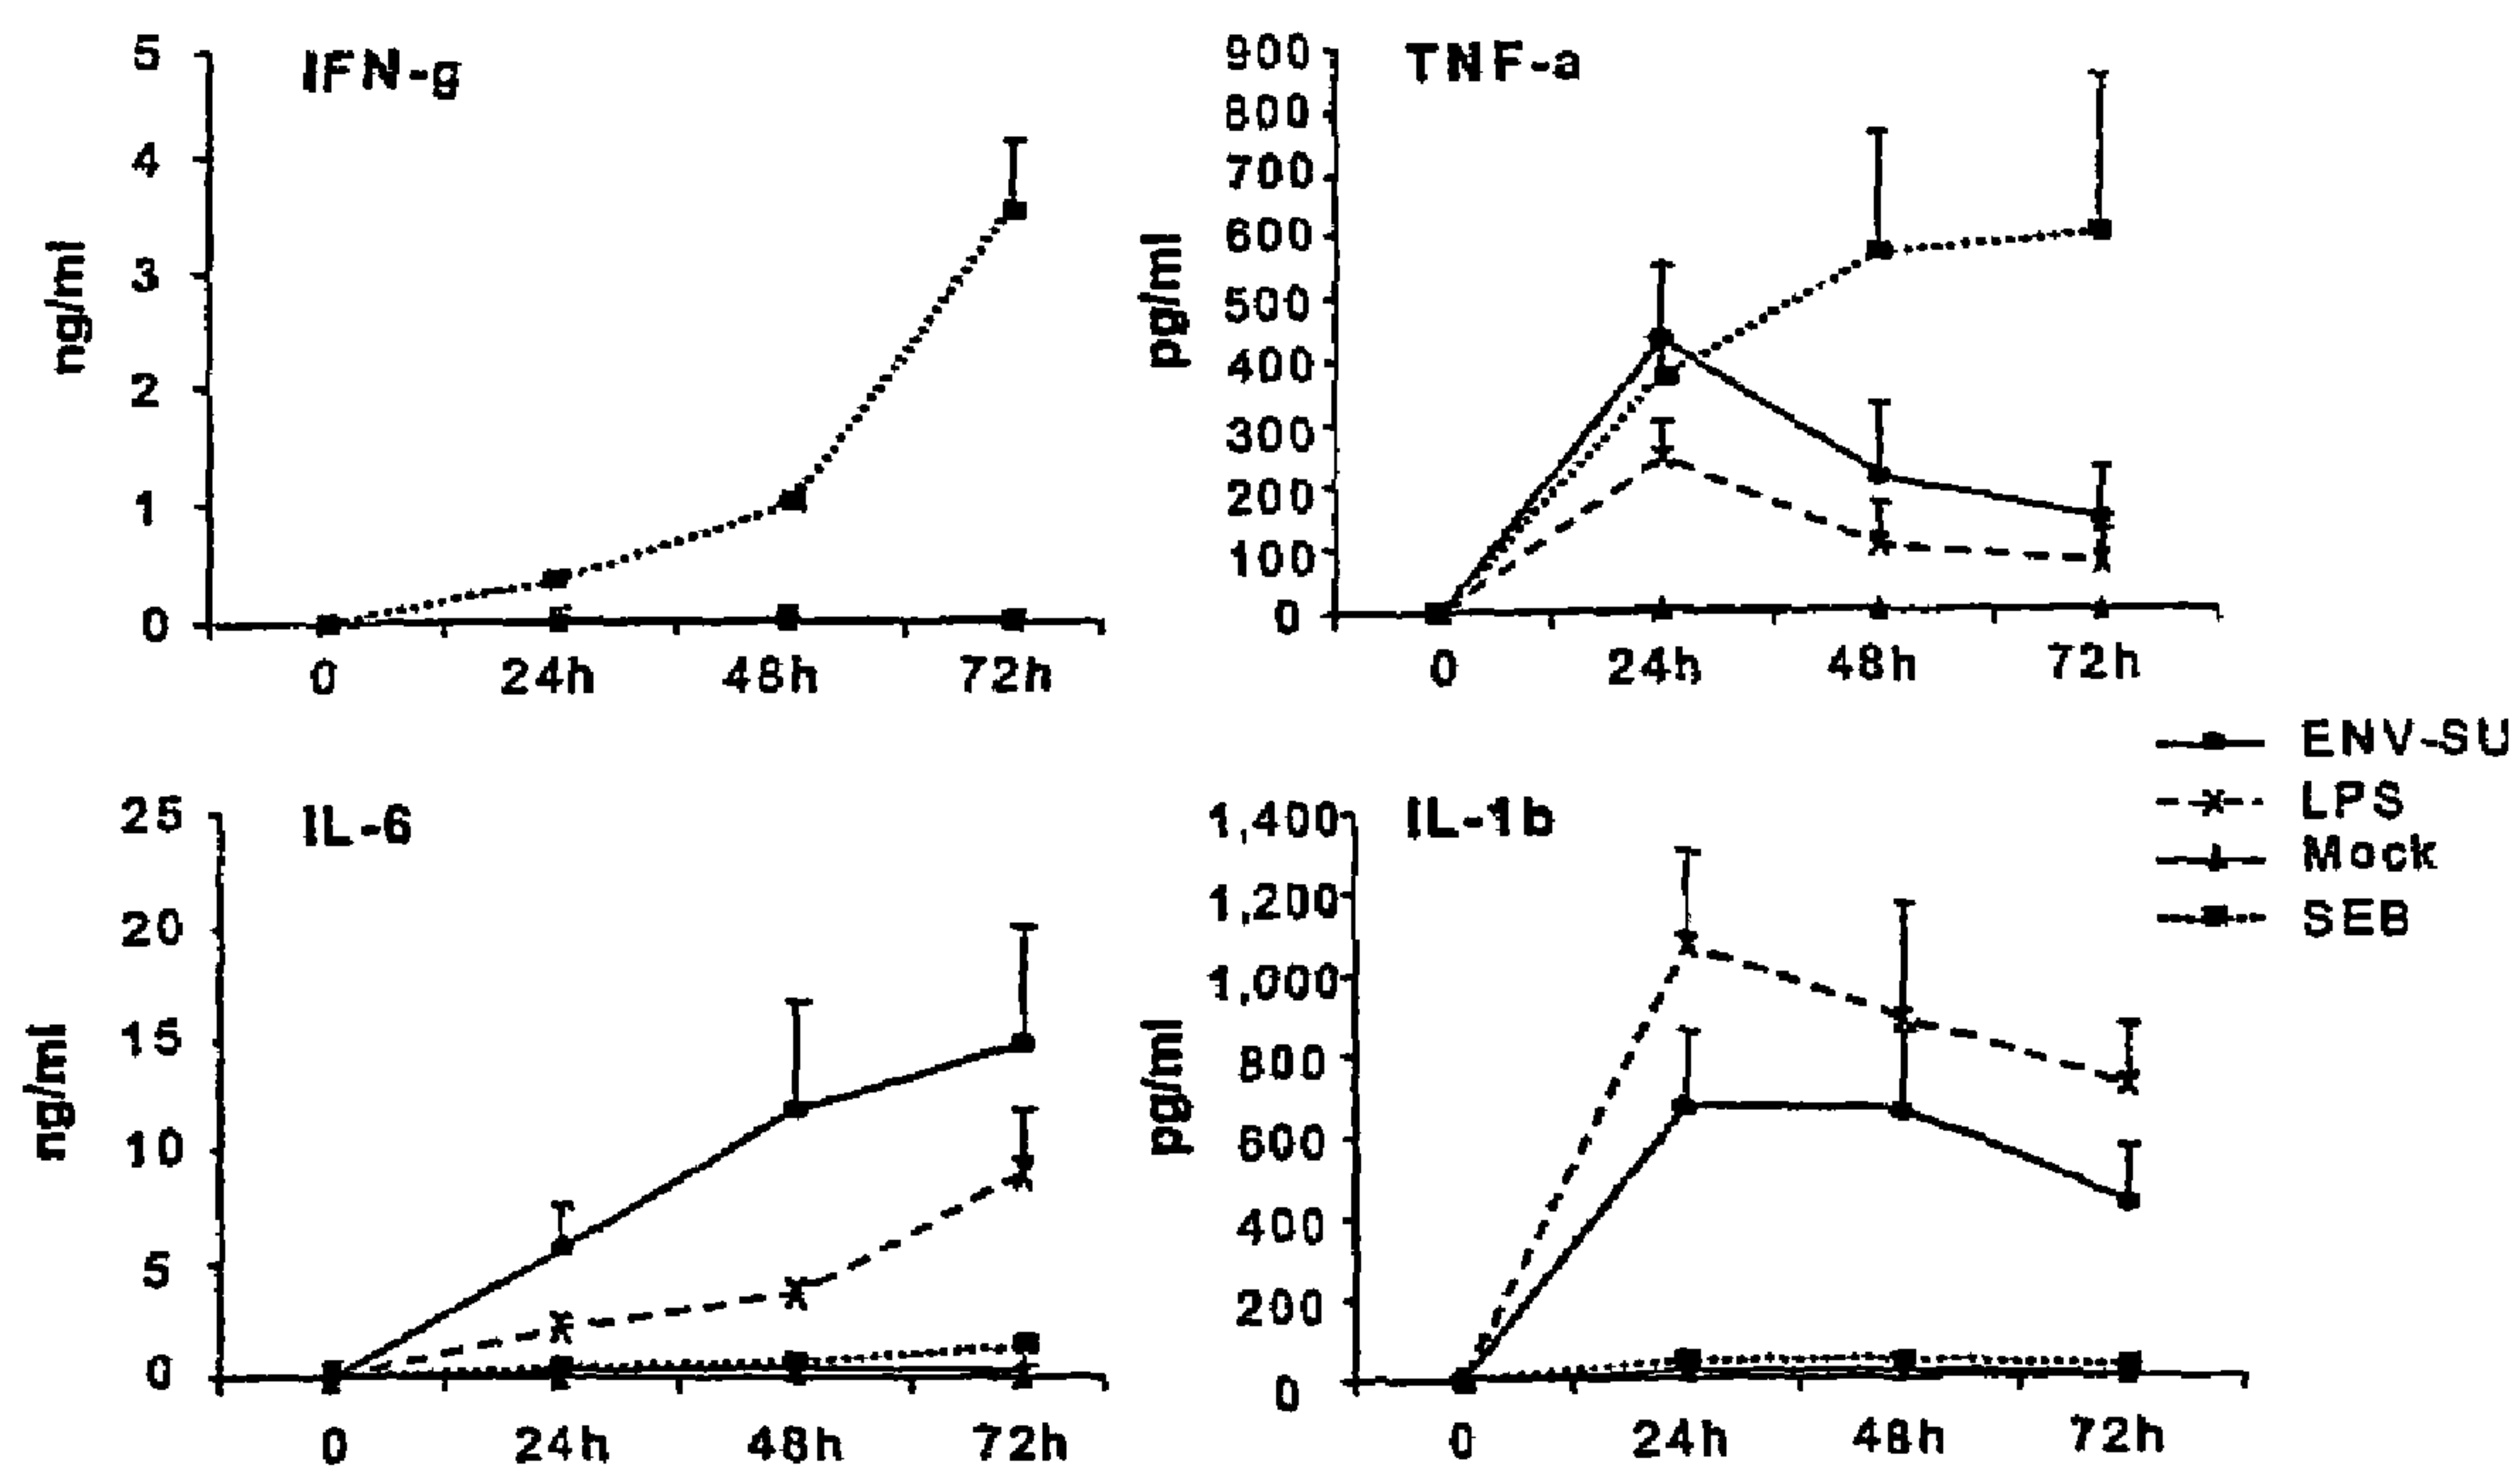 IFN-g
5
4
3
2
1
0
ng/ml
0 24h 48h 72h
TNF-a
900
800
700
600
500
400
300
200
100
0
pg/ml
0 24h 48h 72h
ENV-SU
LPS
Mock
SEB
IL-6
25
20
15
10
5
0
ng/ml
0 24h 48h 72h
IL-1b
1,400
1,200
1,000
800
600
400
200
0
pg/ml
0 24h 48h 72h